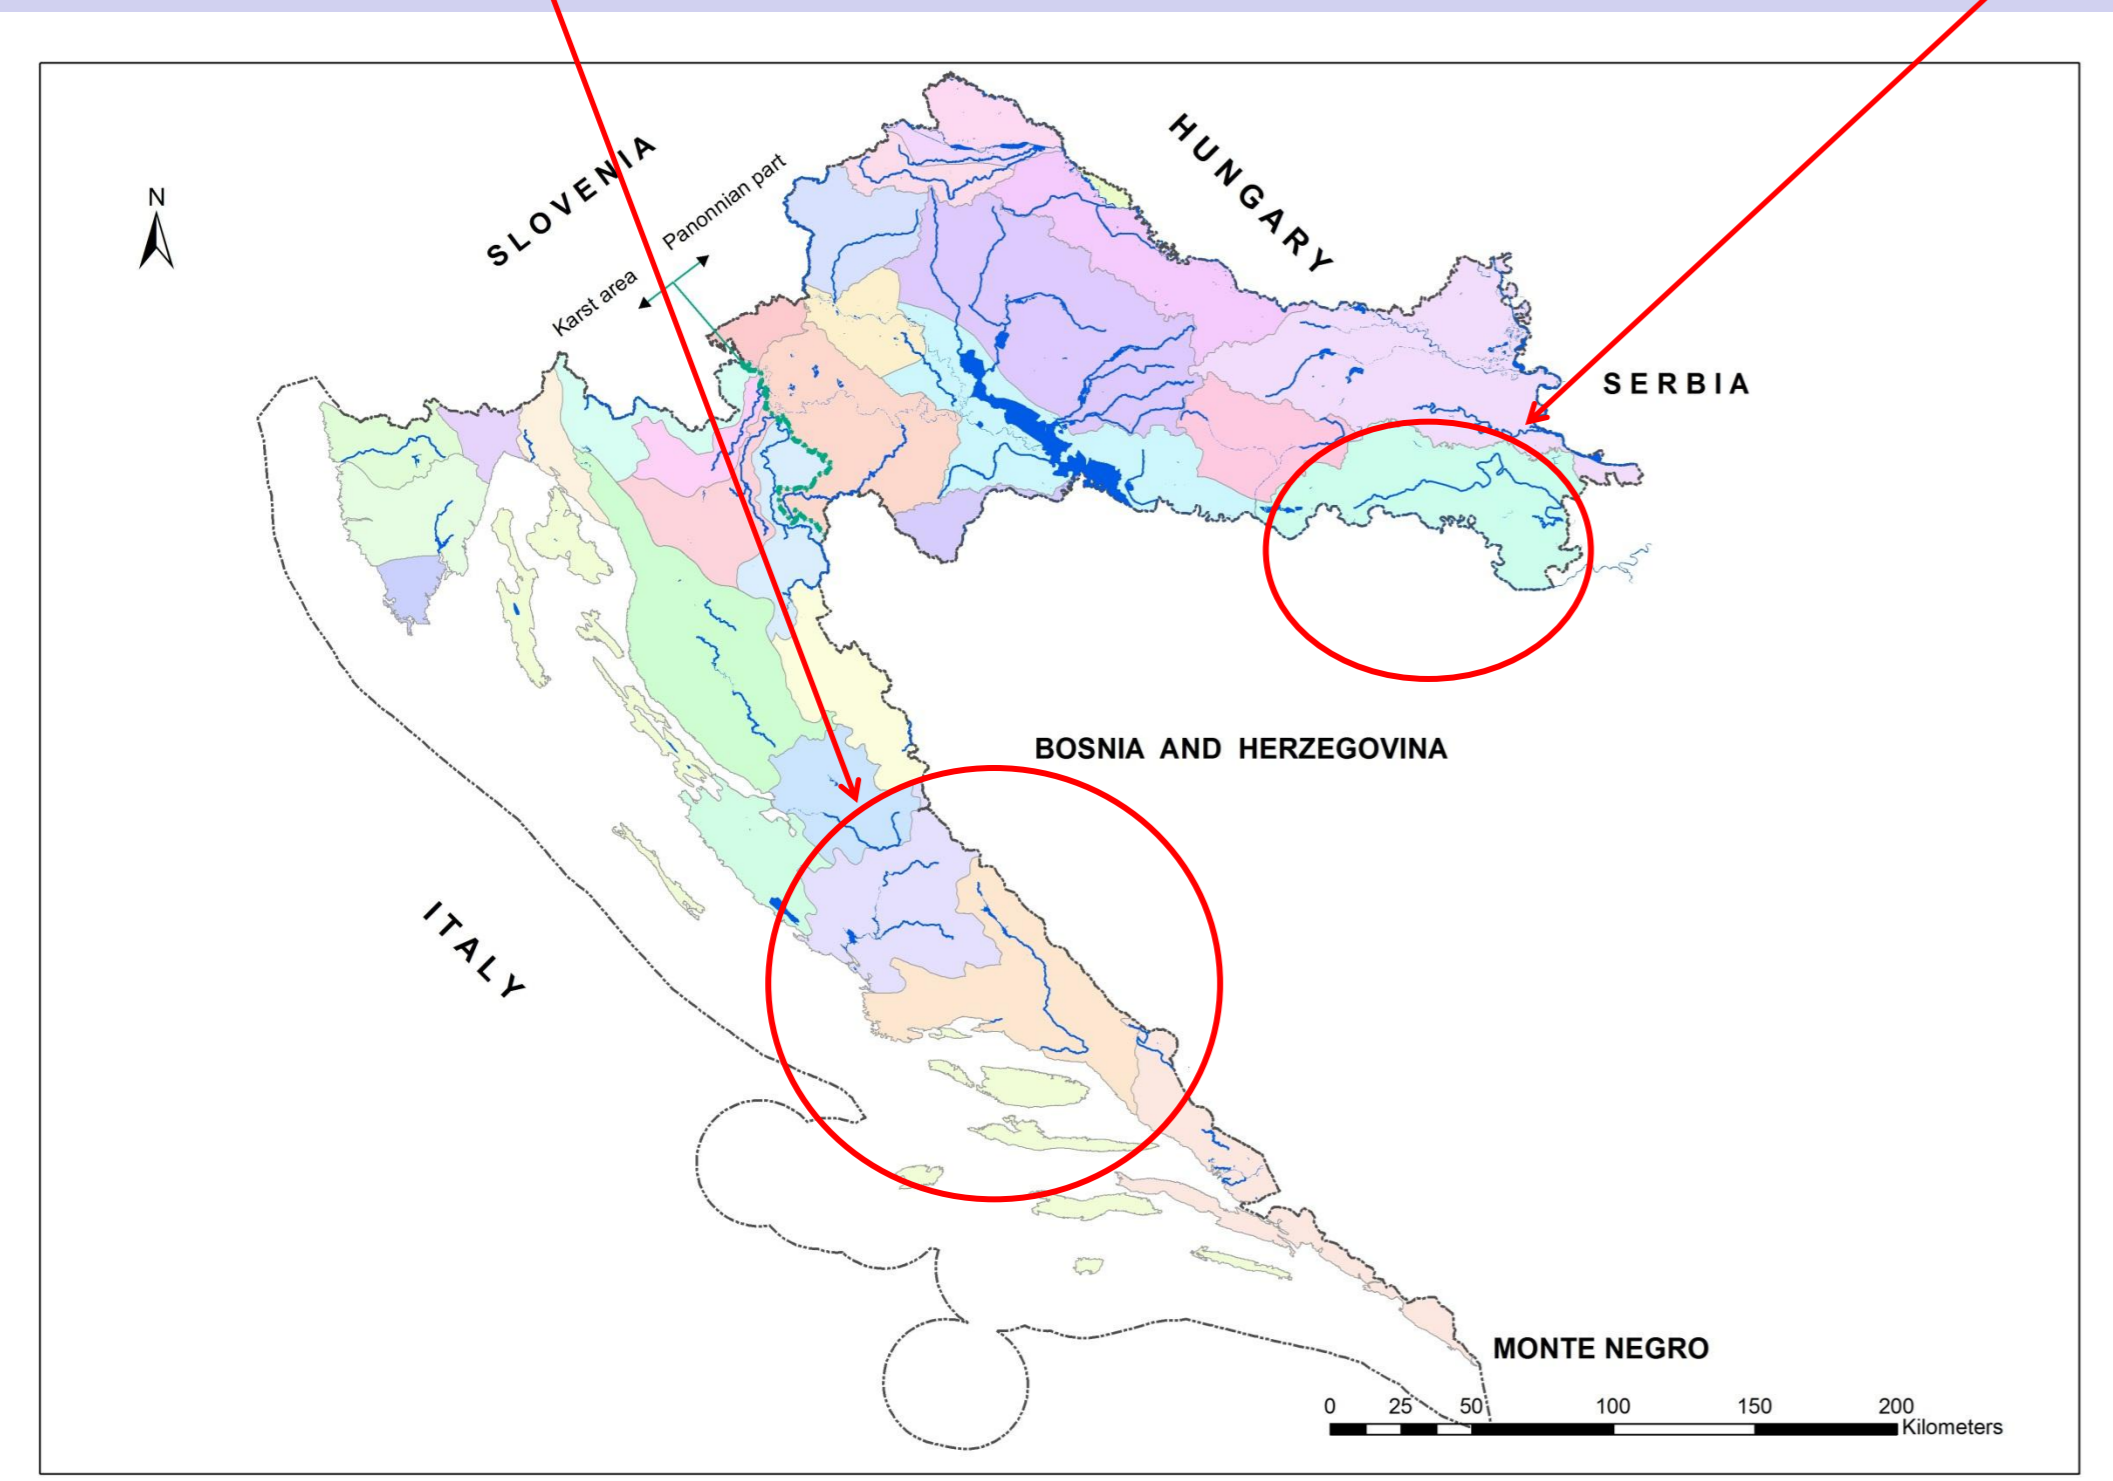 HUNGARY
SLOVENIA
Panonnian part
Karst area
N
SERBIA
BOSNIA AND HERZEGOVINA
ITALY
MONTE NEGRO
0 25 50 100 150 200
Kilometers